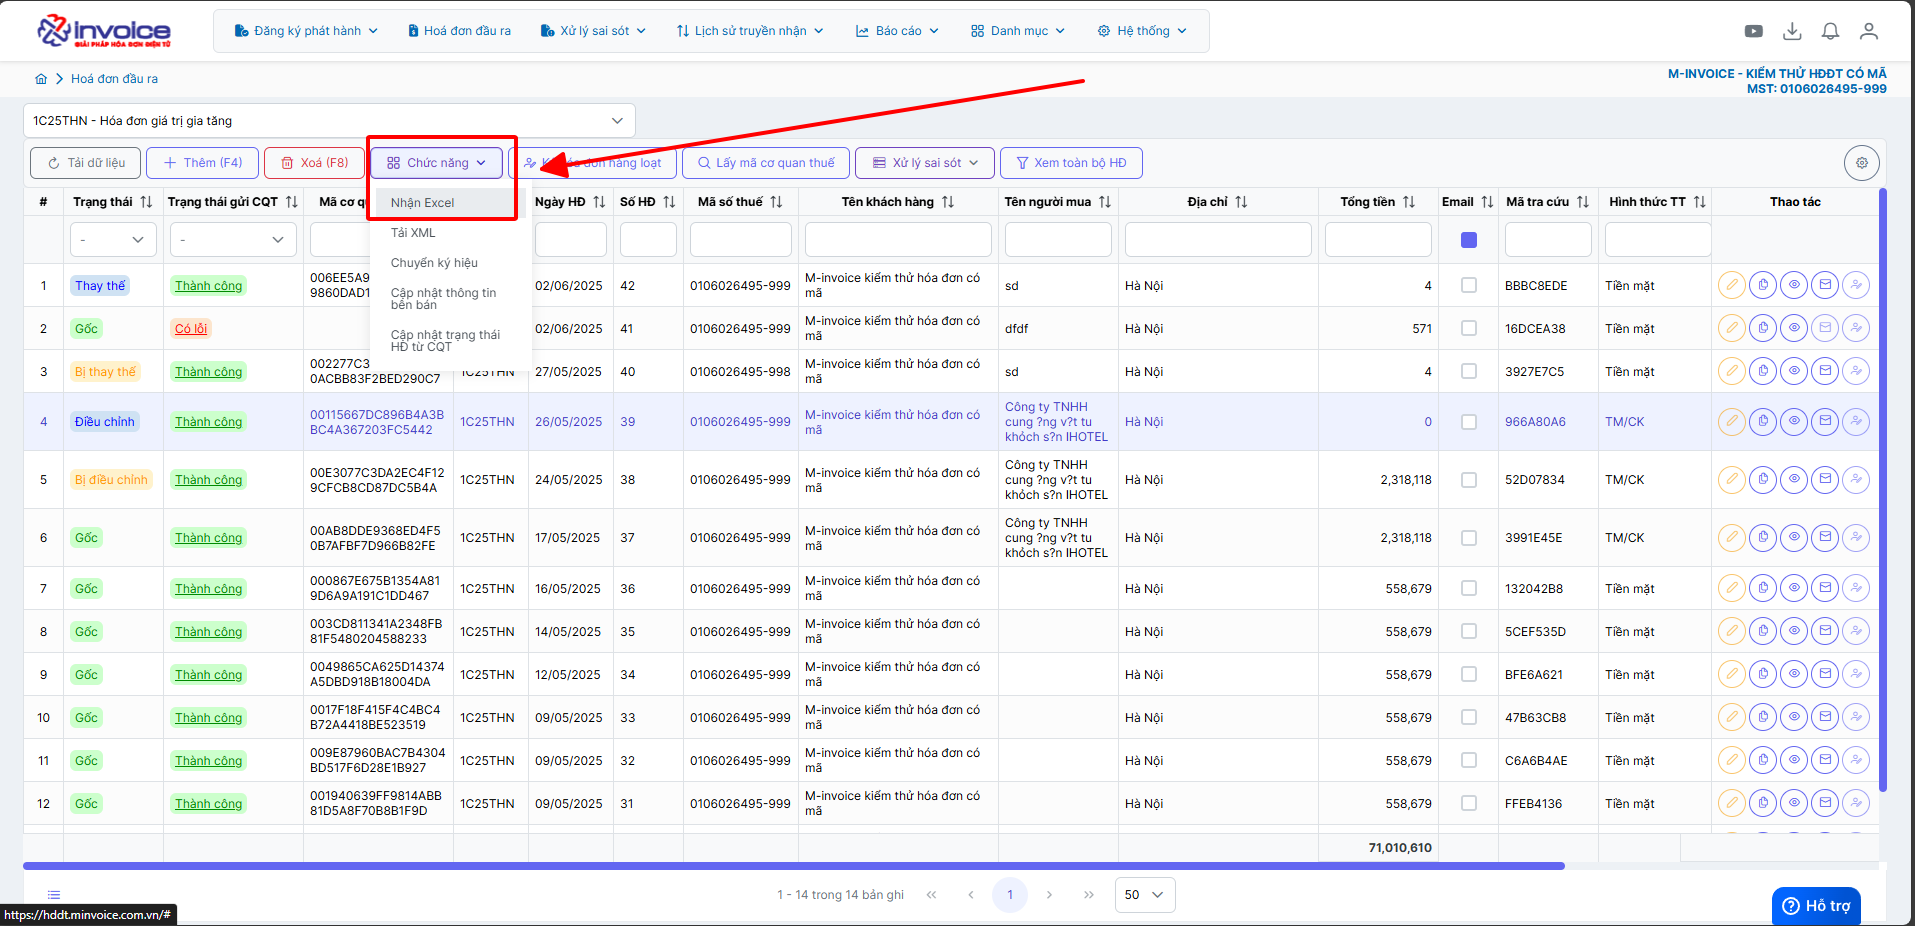 invoice
GIẢI PHÁP HÓA ĐƠN ĐIỆN TỬ
Đăng ký phát hành
Hoá đơn đầu ra
Xử lý sai sót
Lịch sử truyền nhận
Báo cáo
Danh mục
Hệ thống
Hoá đơn đầu ra
M-INVOICE - KIỂM THỬ HĐĐT CÓ MÃ
MST: 0106026495-999
1C25THN - Hóa đơn giá trị gia tăng
Tải dữ liệu
Thêm (F4)
Xoá (F8)
Chức năng
hàng loạt
Lấy mã cơ quan thuế
Xử lý sai sót
Xem toàn bộ HĐ
Nhận Excel
Tải XML
Chuyển ký hiệu
Cập nhật thông tin
bên bán
Cập nhật trạng thái
HĐ từ CQT
# Trạng thái Trạng thái gửi CQT Mã cơ Ngày HĐ Số HĐ Mã số thuế Tên khách hàng Tên người mua Địa chỉ Tổng tiền Email Mã tra cứu Hình thức TT Thao tác
- -
1 Thay thế Thành công 006EE5A9 02/06/2025 42 0106026495-999 M-invoice kiểm thử hóa đơn có sd Hà Nội 4 BBBC8EDE Tiền mặt
9860DAD1 mã
2 Gốc Có lỗi 02/06/2025 41 0106026495-999 M-invoice kiểm thử hóa đơn có dfdf Hà Nội 571 16DCEA38 Tiền mặt
mã
3 Bị thay thế Thành công 002277C3 1C25THN 27/05/2025 40 0106026495-998 M-invoice kiểm thử hóa đơn có sd Hà Nội 4 3927E7C5 Tiền mặt
0ACBB83F2BED290C7 mã
4 Điều chỉnh Thành công 00115667DC896B4A3B 1C25THN 26/05/2025 39 0106026495-999 M-invoice kiểm thử hóa đơn có Công ty TNHH Hà Nội 0 966A80A6 TM/CK
BC4A367203FC5442 mã cung ?ng v?t tu
khỏch s?n IHOTEL
5 Bị điều chỉnh Thành công 00E3077C3DA2EC4F12 1C25THN 24/05/2025 38 0106026495-999 M-invoice kiểm thử hóa đơn có Công ty TNHH Hà Nội 2,318,118 52D07834 TM/CK
9CFCB8CD87DC5B4A mã cung ?ng v?t tu
khỏch s?n IHOTEL
6 Gốc Thành công 00AB8DDE9368ED4F5 1C25THN 17/05/2025 37 0106026495-999 M-invoice kiểm thử hóa đơn có Công ty TNHH Hà Nội 2,318,118 3991E45E TM/CK
0B7AFBF7D966B82FE mã cung ?ng v?t tu
khỏch s?n IHOTEL
7 Gốc Thành công 000867E675B1354A81 1C25THN 16/05/2025 36 0106026495-999 M-invoice kiểm thử hóa đơn có Hà Nội 558,679 132042B8 Tiền mặt
9D6A9A191C1DD467 mã
8 Gốc Thành công 003CD811341A2348FB 1C25THN 14/05/2025 35 0106026495-999 M-invoice kiểm thử hóa đơn có Hà Nội 558,679 5CEF535D Tiền mặt
81F5480204588233 mã
9 Gốc Thành công 0049865CA625D14374 1C25THN 12/05/2025 34 0106026495-999 M-invoice kiểm thử hóa đơn có Hà Nội 558,679 BFE6A621 Tiền mặt
A5DBD918B18004DA mã
10 Gốc Thành công 0017F18F415F4C4BC4 1C25THN 09/05/2025 33 0106026495-999 M-invoice kiểm thử hóa đơn có Hà Nội 558,679 47B63CB8 Tiền mặt
B72A4418BE523519 mã
11 Gốc Thành công 009E87960BAC7B4304 1C25THN 09/05/2025 32 0106026495-999 M-invoice kiểm thử hóa đơn có Hà Nội 558,679 C6A6B4AE Tiền mặt
BD517F6D28E1B927 mã
12 Gốc Thành công 001940639FF9814ABB 1C25THN 09/05/2025 31 0106026495-999 M-invoice kiểm thử hóa đơn có Hà Nội 558,679 FFEB4136 Tiền mặt
81D5A8F70B8B1F9D mã
71,010,610
1 - 14 trong 14 bản ghi
1
50
https://hddt.minvoice.com.vn/#
Hỗ trợ